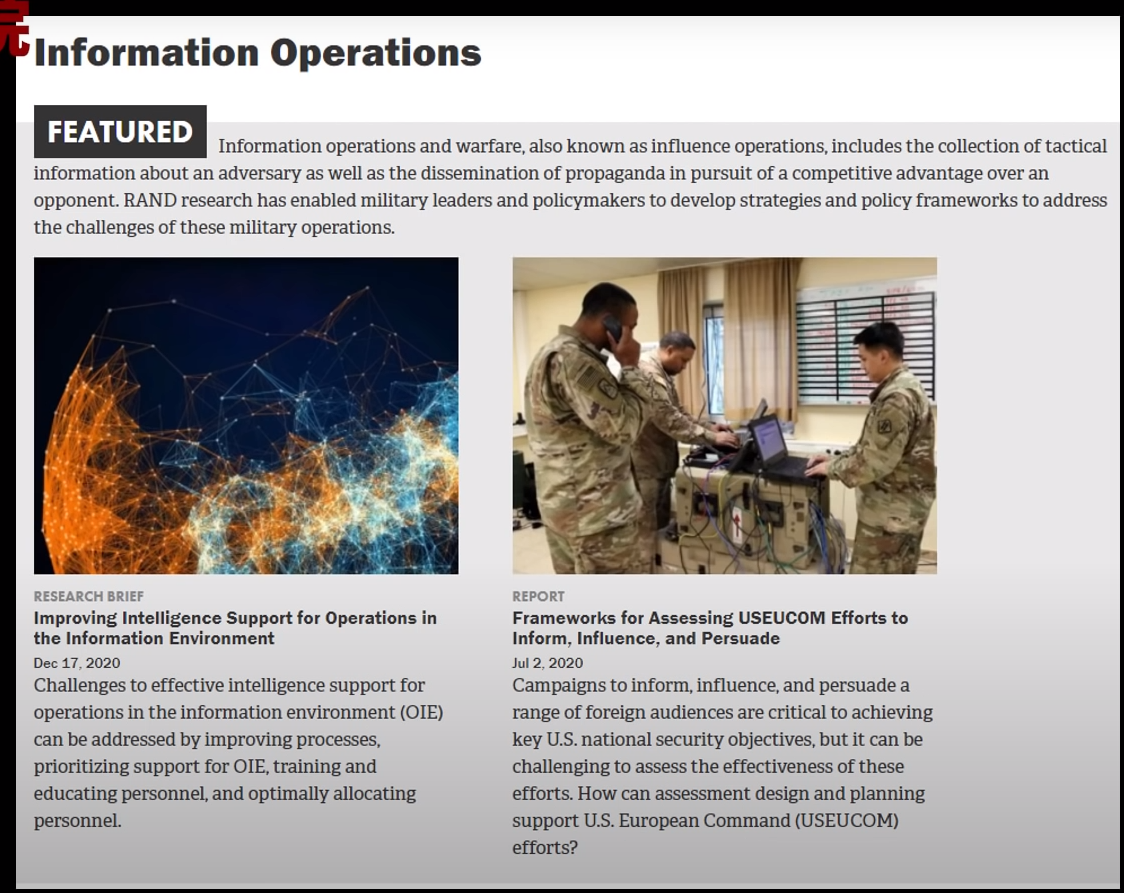 Information Operations
FEATURED
Information operations and warfare, also known as influence operations, includes the collection of tactical
information about an adversary as well as the dissemination of propaganda in pursuit of a competitive advantage over an
opponent. RAND research has enabled military leaders and policymakers to develop strategies and policy frameworks to address
the challenges of these military operations.
RESEARCH BRIEF
Improving Intelligence Support for Operations in
the Information Environment
Dec 17, 2020
Challenges to effective intelligence support for
operations in the information environment (OIE)
can be addressed by improving processes,
prioritizing support for OIE, training and
educating personnel, and optimally allocating
personnel.
REPORT
Frameworks for Assessing USEUCOM Efforts to
Inform, Influence, and Persuade
Jul 2, 2020
Campaigns to inform, influence, and persuade a
range of foreign audiences are critical to achieving
key U.S. national security objectives, but it can be
challenging to assess the effectiveness of these
efforts. How can assessment design and planning
support U.S. European Command (USEUCOM)
efforts?